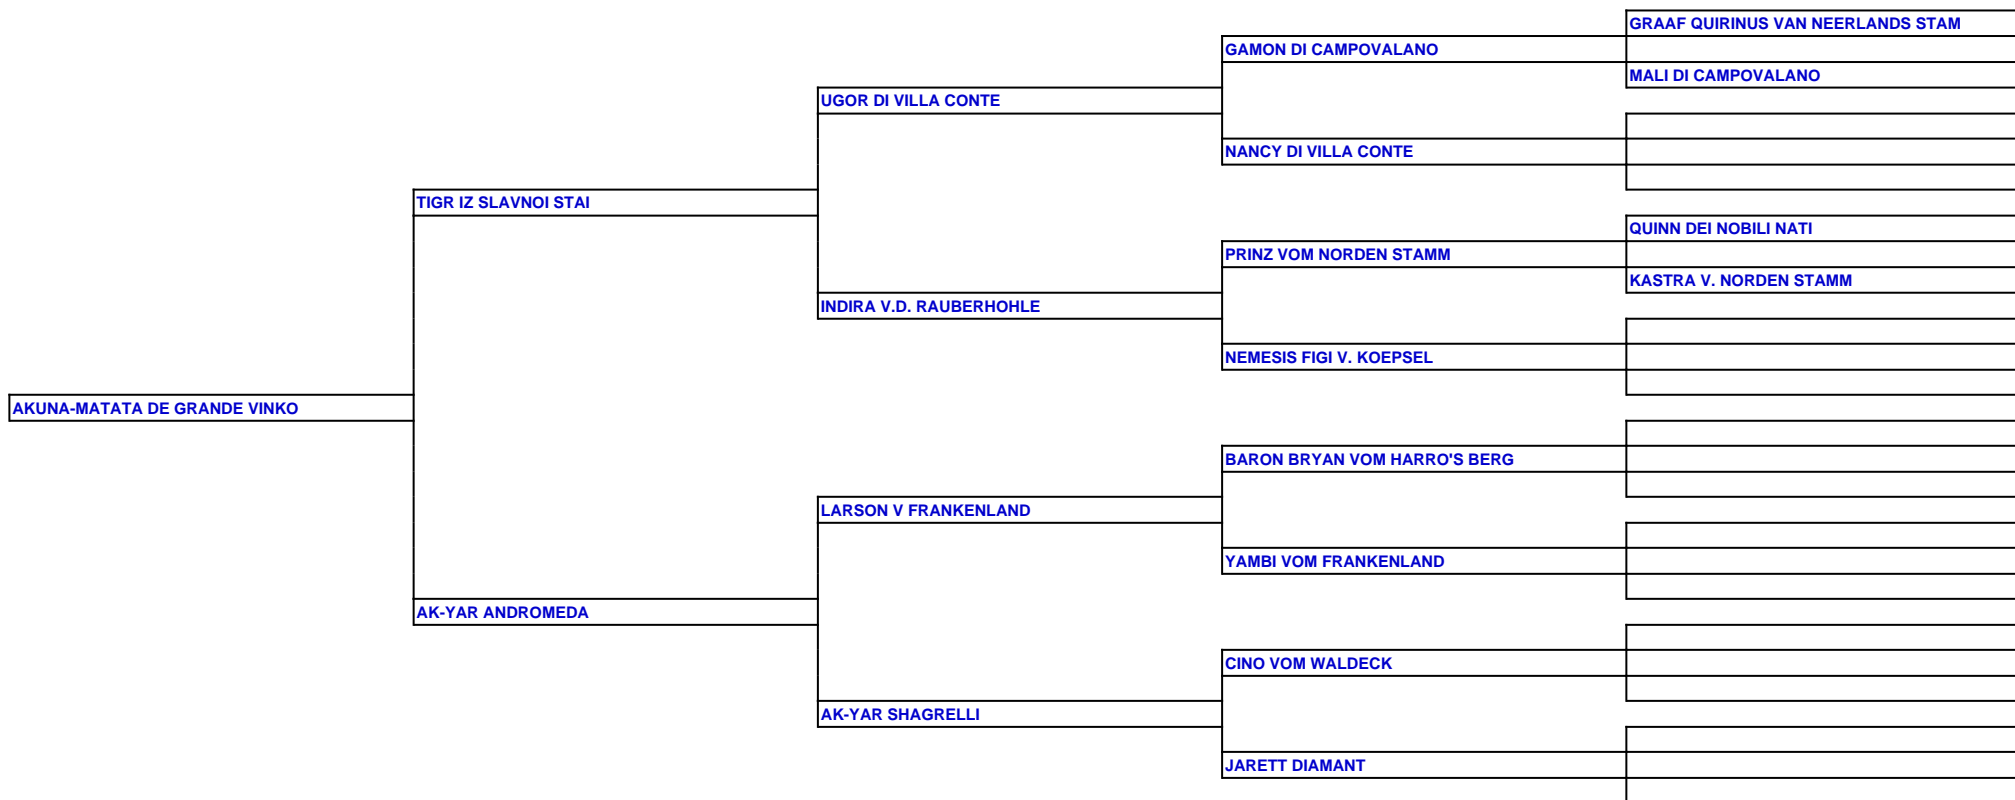 GRAAF QUIRINUS VAN NEERLANDS STAM
GAMON DI CAMPOVALANO
MALI DI CAMPOVALANO
UGOR DI VILLA CONTE
NANCY DI VILLA CONTE
TIGR IZ SLAVNOI STAI
QUINN DEI NOBILI NATI
PRINZ VOM NORDEN STAMM
KASTRA V. NORDEN STAMM
INDIRA V.D. RAUBERHOHLE
NEMESIS FIGI V. KOEPSEL
AKUNA-MATATA DE GRANDE VINKO
BARON BRYAN VOM HARRO'S BERG
LARSON V FRANKENLAND
YAMBI VOM FRANKENLAND
AK-YAR ANDROMEDA
CINO VOM WALDECK
AK-YAR SHAGRELLI
JARETT DIAMANT